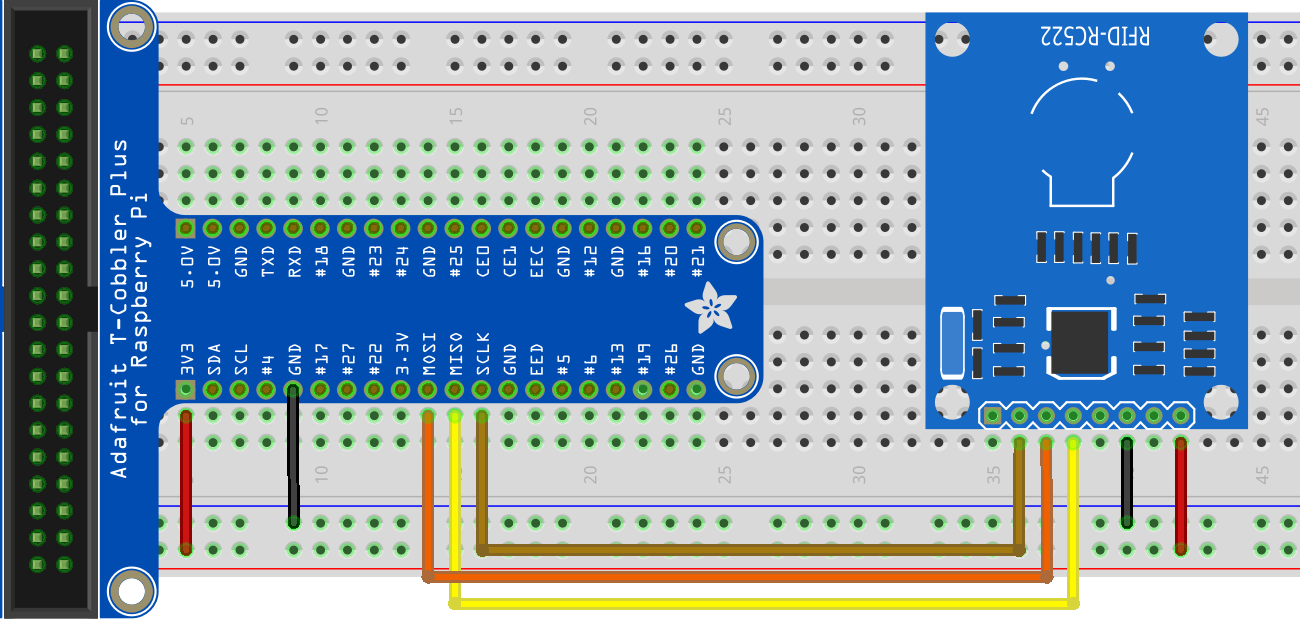 Adafruit T-Cobbler Plus
for Raspberry Pi
5 10 15 20 25 30 45
5.0V 5.0V GND TXD RXD #18 GND #23 #24 GND #25 CE0 CE1 EEC GND #12 GND #16 #20 #21
3V3 SDA SCL #4 GND #17 #27 #22 3.3V MOSI MISO SCLK GND EED #5 #6 #13 #19 #26 GND
10 15 20 25 30 35 45
RFID-RC522